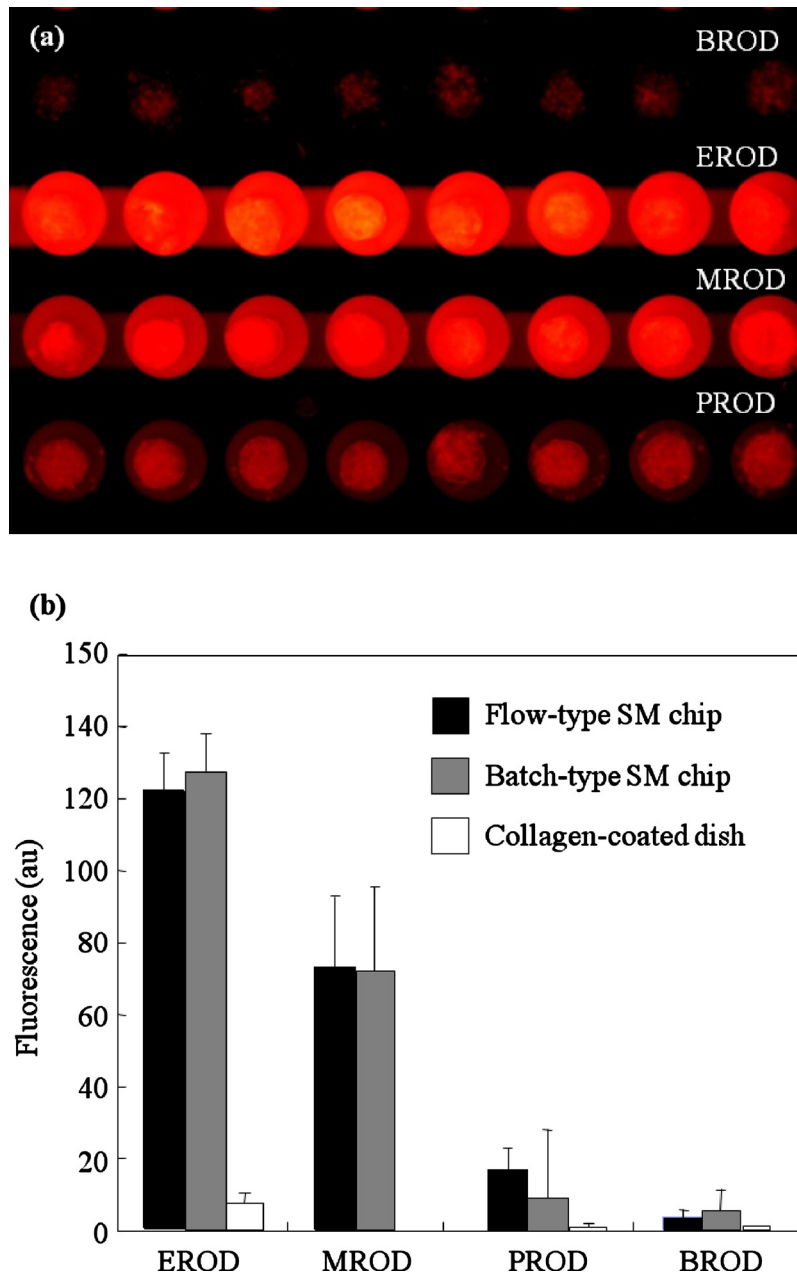 (a)
BROD
EROD
MROD
PROD
(b)
150
140
120
100
80
60
40
20
0
Fluorescence (au)
Flow-type SM chip
Batch-type SM chip
Collagen-coated dish
EROD MROD PROD BROD